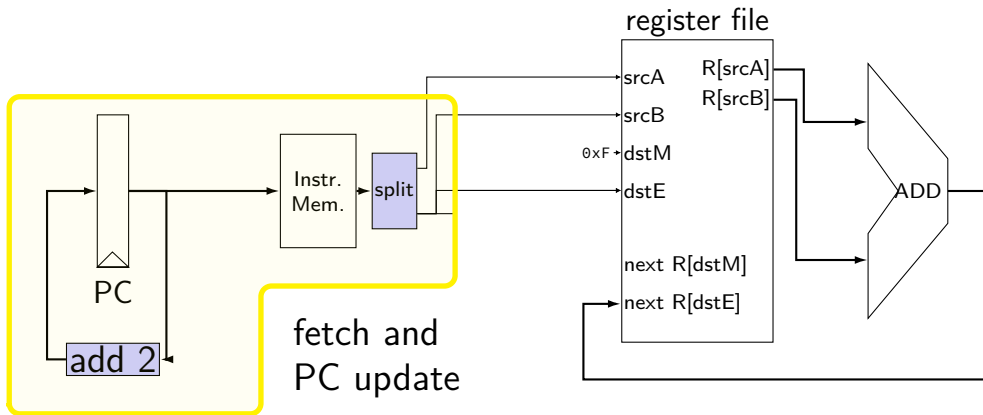 register file
srcA
srcB
dstM
dstE
next R[dstM]
next R[dstE]
R[srcA]
R[srcB]
0xF
ADD
Instr.
Mem.
split
PC
add 2
fetch and
PC update